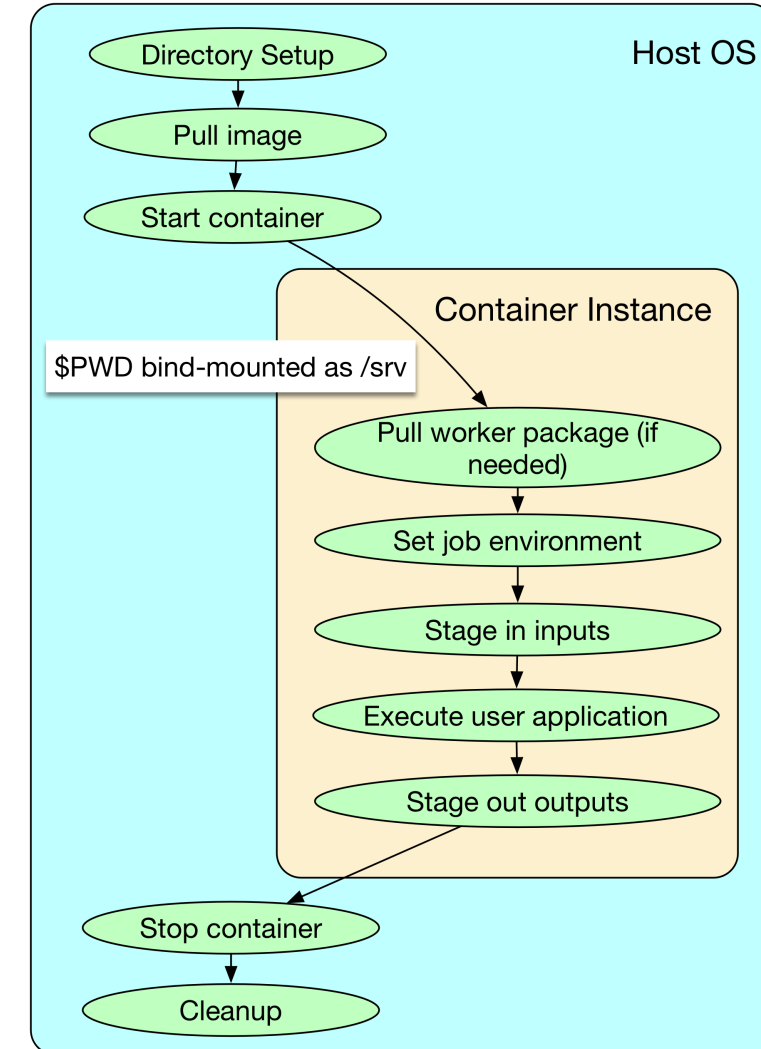 Directory Setup
Host OS
Pull image
Start container
Container Instance
$PWD bind-mounted as /srv
Pull worker package (if
needed)
Set job environment
Stage in inputs
Execute user application
Stage out outputs
Stop container
Cleanup